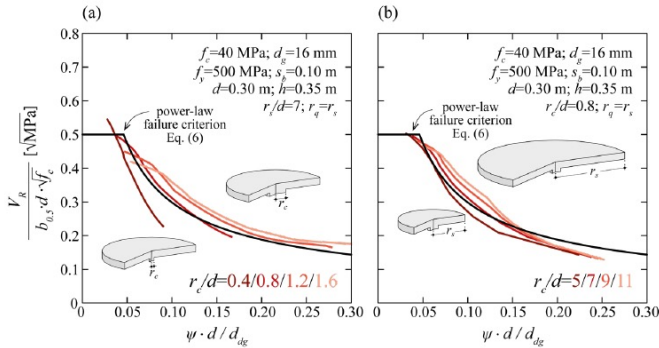 (a)
f_c=40 MPa; d_g=16 mm
f_y=500 MPa; s_b=0.10 m
d=0.30 m; h=0.35 m
r_s/d=7; r_q=r_s
power-law
failure criterion
Eq. (6)
V_R
b_0.5·d·√f_c
[√MPa]
0.8
0.7
0.6
0.5
0.4
0.3
0.2
0.1
0
r_c
r_c
r_c/d=0.4/0.8/1.2/1.6
0 0.05 0.10 0.15 0.20 0.25 0.30
ψ·d/d_dg
(b)
f_c=40 MPa; d_g=16 mm
f_y=500 MPa; s_b=0.10 m
d=0.30 m; h=0.35 m
r_c/d=0.8; r_q=r_s
power-law
failure criterion
Eq. (6)
r_s
r_s
r_c/d=5/7/9/11
0 0.05 0.10 0.15 0.20 0.25 0.30
ψ·d/d_dg